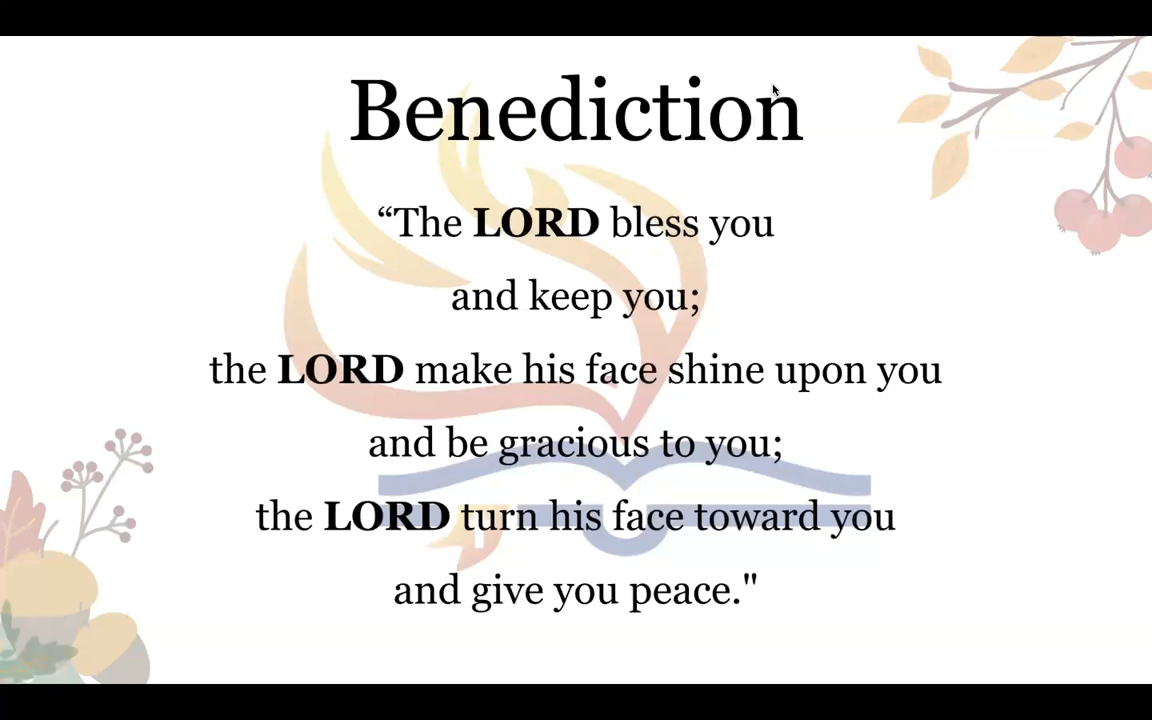 Benediction
“The LORD bless you
and keep you;
the LORD make his face shine upon you
and be gracious to you;
the LORD turn his face toward you
and give you peace."